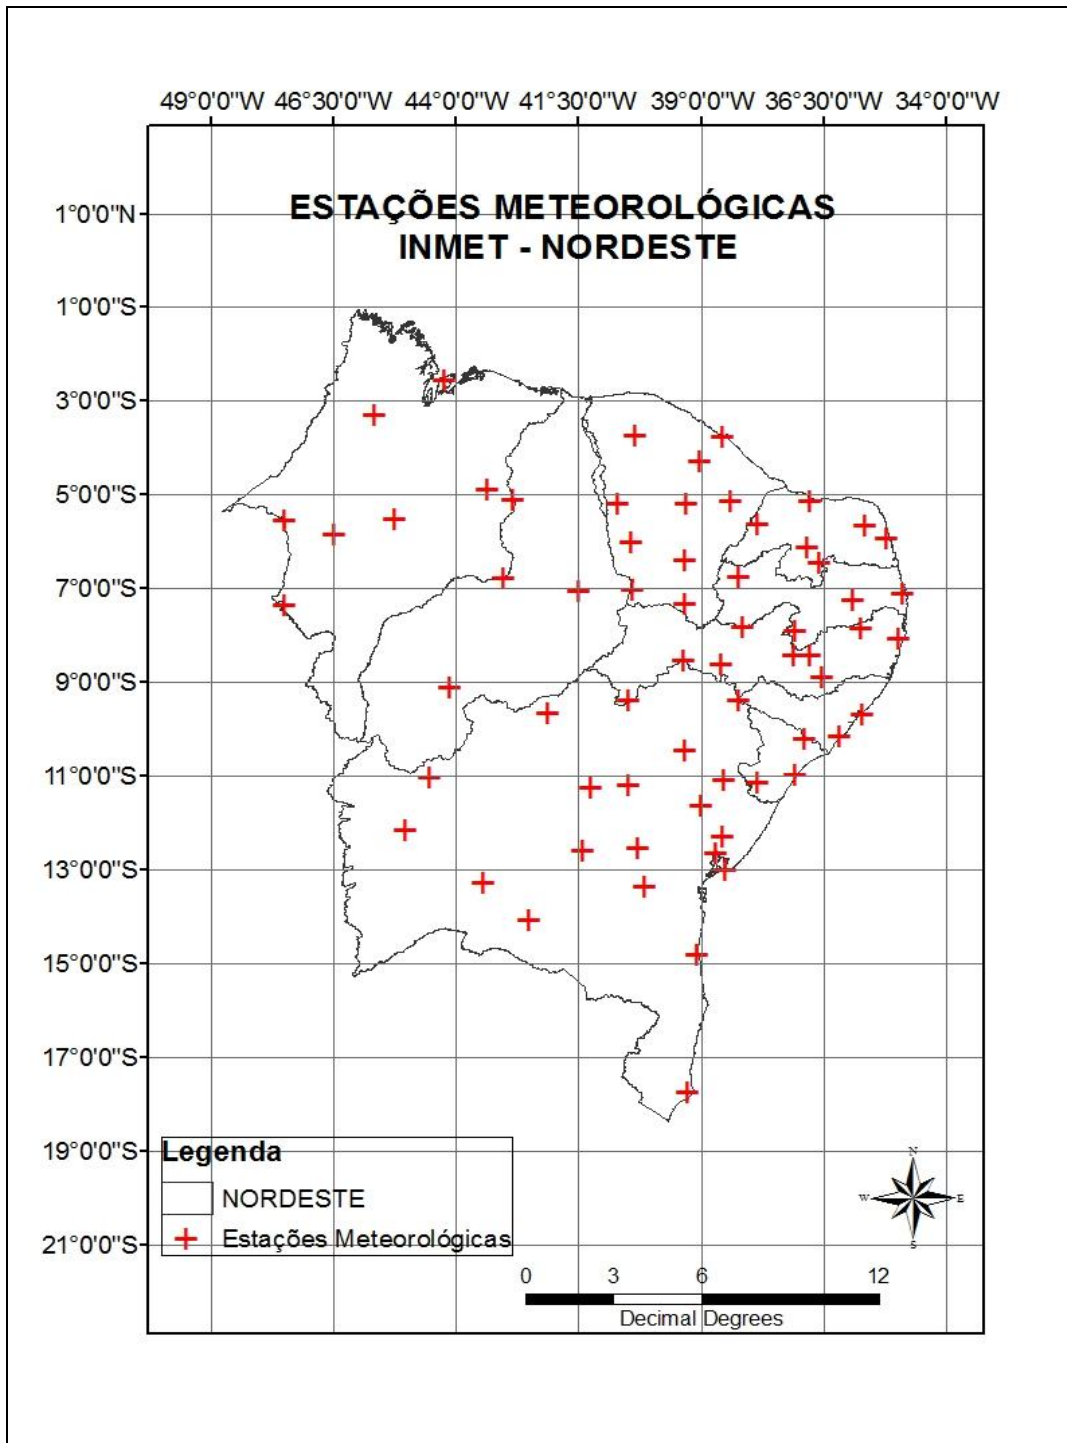 49°0'0"W 46°30'0"W 44°0'0"W 41°30'0"W 39°0'0"W 36°30'0"W 34°0'0"W
ESTAÇÕES METEOROLÓGICAS
INMET - NORDESTE
1°0'0"N
1°0'0"S
3°0'0"S
5°0'0"S
7°0'0"S
9°0'0"S
11°0'0"S
13°0'0"S
15°0'0"S
17°0'0"S
19°0'0"S
21°0'0"S
Legenda
NORDESTE
Estações Meteorológicas
N
W E
S
0 3 6 12
Decimal Degrees